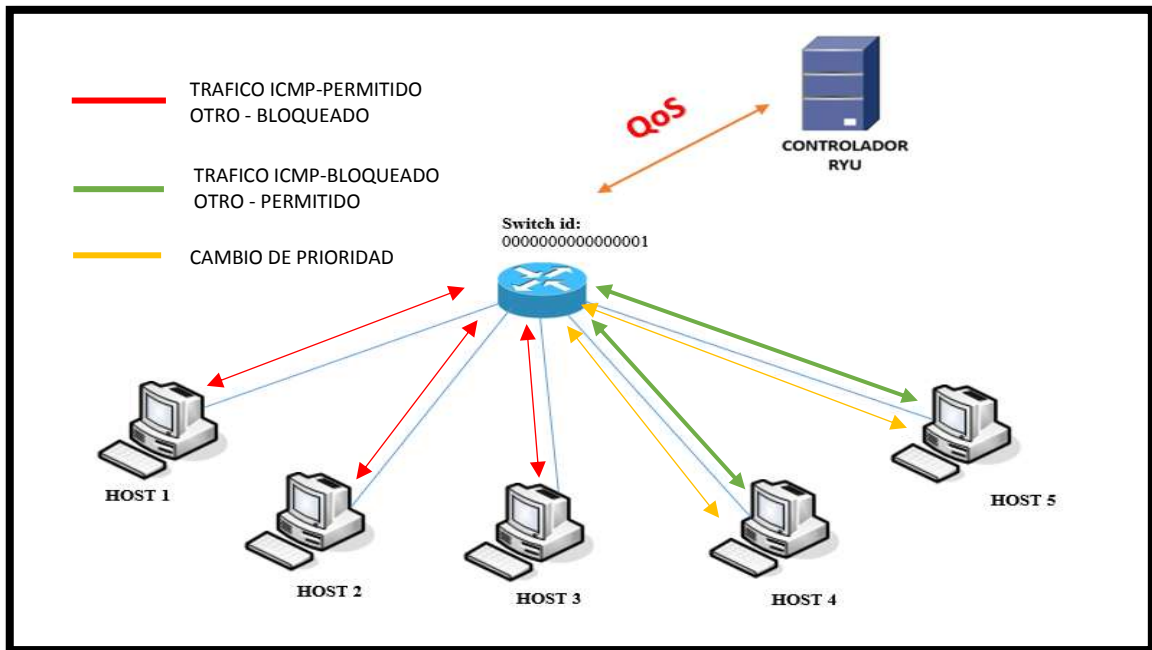 TRAFICO ICMP-PERMITIDO
OTRO - BLOQUEADO
TRAFICO ICMP-BLOQUEADO
OTRO - PERMITIDO
CAMBIO DE PRIORIDAD
QoS
CONTROLADOR
RYU
Switch id:
0000000000000001
HOST 1
HOST 2
HOST 3
HOST 4
HOST 5